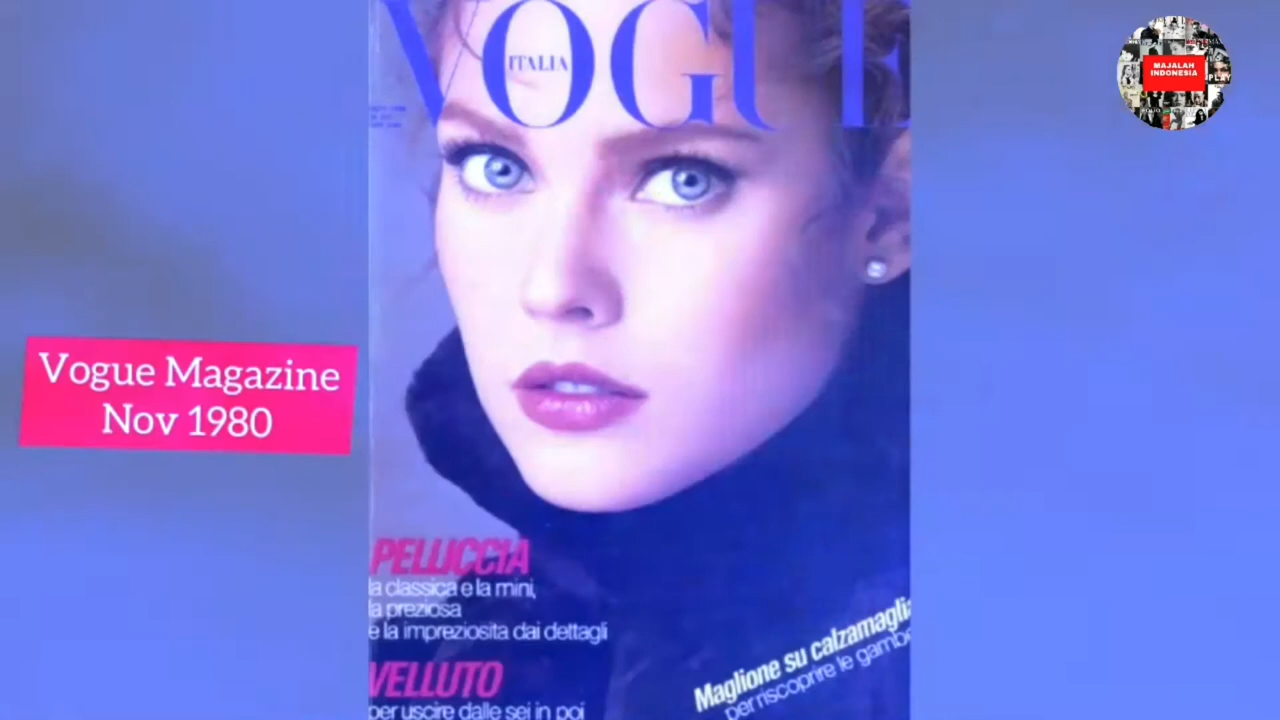 VOGUE
ITALIA
MAJALAH
INDONESIA
Vogue Magazine
Nov 1980
PELLICCIA
la classica e la mini,
la preziosa
e la impreziosita dai dettagli
VELLUTO
per uscire dalle sei in poi
Maglione su calzamaglia
per riscoprire le gambe